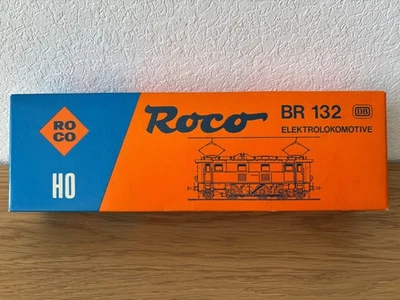 RO
CO
HO
Roco
BR 132
DB
ELEKTROLOKOMOTIVE